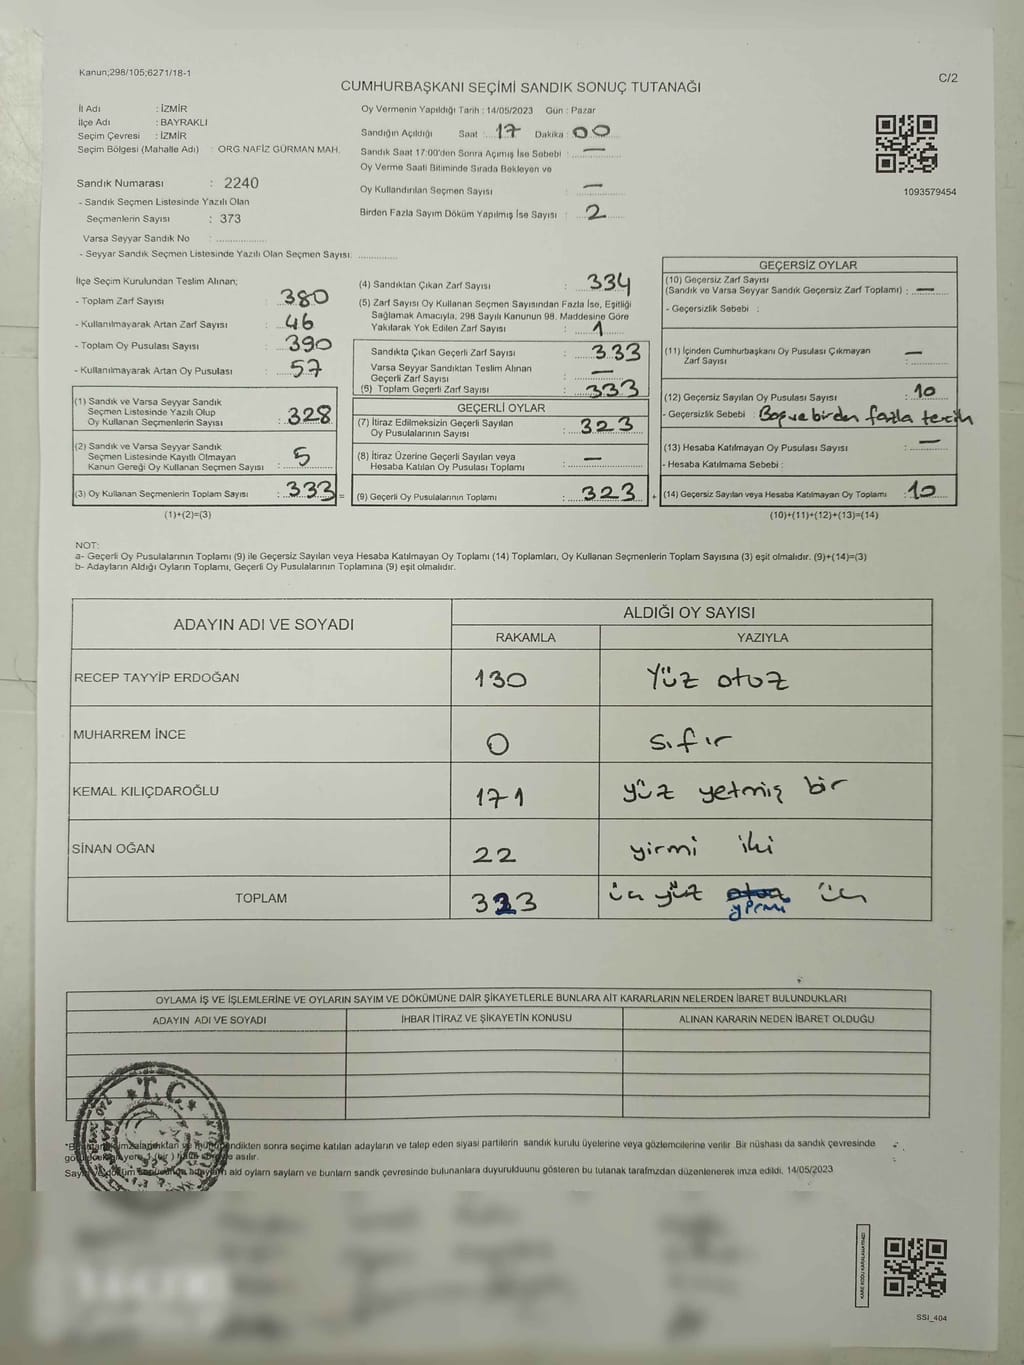 Kanun;298/105;6271/18-1
C/2
CUMHURBAŞKANI SEÇİMİ SANDIK SONUÇ TUTANAĞI
İl Adı : İZMİR
İlçe Adı : BAYRAKLI
Seçim Çevresi : İZMİR
Seçim Bölgesi (Mahalle Adı) : ORG.NAFİZ GÜRMAN MAH.
Sandık Numarası : 2240
- Sandık Seçmen Listesinde Yazılı Olan
Seçmenlerin Sayısı : 373
Varsa Seyyar Sandık No : ................
- Seyyar Sandık Seçmen Listesinde Yazılı Olan Seçmen Sayısı: .............
Oy Vermenin Yapıldığı Tarih : 14/05/2023 Gün : Pazar
Sandığın Açıldığı Saat : 17 Dakika : 00
Sandık Saat 17:00'den Sonra Açımış İse Sebebi : —
Oy Verme Saati Bitiminde Sırada Bekleyen ve
Oy Kullandırılan Seçmen Sayısı : —
Birden Fazla Sayım Döküm Yapılmış İse Sayısı : 2
1093579454
İlçe Seçim Kurulundan Teslim Alınan;
- Toplam Zarf Sayısı : 380
- Kullanılmayarak Artan Zarf Sayısı : 46
- Toplam Oy Pusulası Sayısı : 390
- Kullanılmayarak Artan Oy Pusulası : 57
(1) Sandık ve Varsa Seyyar Sandık
Seçmen Listesinde Yazılı Olup
Oy Kullanan Seçmenlerin Sayısı : 328
(2) Sandık ve Varsa Seyyar Sandık
Seçmen Listesinde Kayıtlı Olmayan
Kanun Gereği Oy Kullanan Seçmen Sayısı : 5
(3) Oy Kullanan Seçmenlerin Toplam Sayısı : 333 =
(1)+(2)=(3)
(4) Sandıktan Çıkan Zarf Sayısı : 334
(5) Zarf Sayısı Oy Kullanan Seçmen Sayısından Fazla İse, Eşitliği
Sağlamak Amacıyla, 298 Sayılı Kanunun 98. Maddesine Göre
Yakılarak Yok Edilen Zarf Sayısı : 1
Sandıkta Çıkan Geçerli Zarf Sayısı : 333
Varsa Seyyar Sandıktan Teslim Alınan
Geçerli Zarf Sayısı : —
(6) Toplam Geçerli Zarf Sayısı : 333
GEÇERLİ OYLAR
(7) İtiraz Edilmeksizin Geçerli Sayılan
Oy Pusulalarının Sayısı : 323
(8) İtiraz Üzerine Geçerli Sayılan veya
Hesaba Katılan Oy Pusulası Toplamı : —
(9) Geçerli Oy Pusulalarının Toplamı : 323 +
GEÇERSİZ OYLAR
(10) Geçersiz Zarf Sayısı
(Sandık ve Varsa Seyyar Sandık Geçersiz Zarf Toplamı) : —
- Geçersizlik Sebebi :
(11) İçinden Cumhurbaşkanı Oy Pusulası Çıkmayan
Zarf Sayısı : —
(12) Geçersiz Sayılan Oy Pusulası Sayısı : 10
- Geçersizlik Sebebi : Boş ve birden fazla tercih
(13) Hesaba Katılmayan Oy Pusulası Sayısı : —
- Hesaba Katılmama Sebebi :
(14) Geçersiz Sayılan veya Hesaba Katılmayan Oy Toplamı : 10
(10)+(11)+(12)+(13)=(14)
NOT:
a- Geçerli Oy Pusulalarının Toplamı (9) ile Geçersiz Sayılan veya Hesaba Katılmayan Oy Toplamı (14) Toplamları, Oy Kullanan Seçmenlerin Toplam Sayısına (3) eşit olmalıdır. (9)+(14)=(3)
b- Adayların Aldığı Oyların Toplamı, Geçerli Oy Pusulalarının Toplamına (9) eşit olmalıdır.
ADAYIN ADI VE SOYADI ALDIĞI OY SAYISI
RAKAMLA YAZIYLA
RECEP TAYYİP ERDOĞAN 130 Yüz otuz
MUHARREM İNCE 0 sıfır
KEMAL KILIÇDAROĞLU 171 yüz yetmiş bir
SİNAN OĞAN 22 yirmi iki
TOPLAM 323 üç yüz otuz yirmi üç
OYLAMA İŞ VE İŞLEMLERİNE VE OYLARIN SAYIM VE DÖKÜMÜNE DAİR ŞİKAYETLERLE BUNLARA AİT KARARLARIN NELERDEN İBARET BULUNDUKLARI
ADAYIN ADI VE SOYADI İHBAR İTİRAZ VE ŞİKAYETİN KONUSU ALINAN KARARIN NEDEN İBARET OLDUĞU
T.C.
sonra seçime katılan adayların ve talep eden siyasi partilerin sandık kurulu üyelerine veya gözlemcilerine verilir. Bir nüshası da sandık çevresinde
asılır.
ald oyların saylarn ve bunlarn sandk çevresinde bulunanlara duyurulduunu gösteren bu tutanak tarafmzdan düzenlenerek imza edildi. 14/05/2023
SSI_404